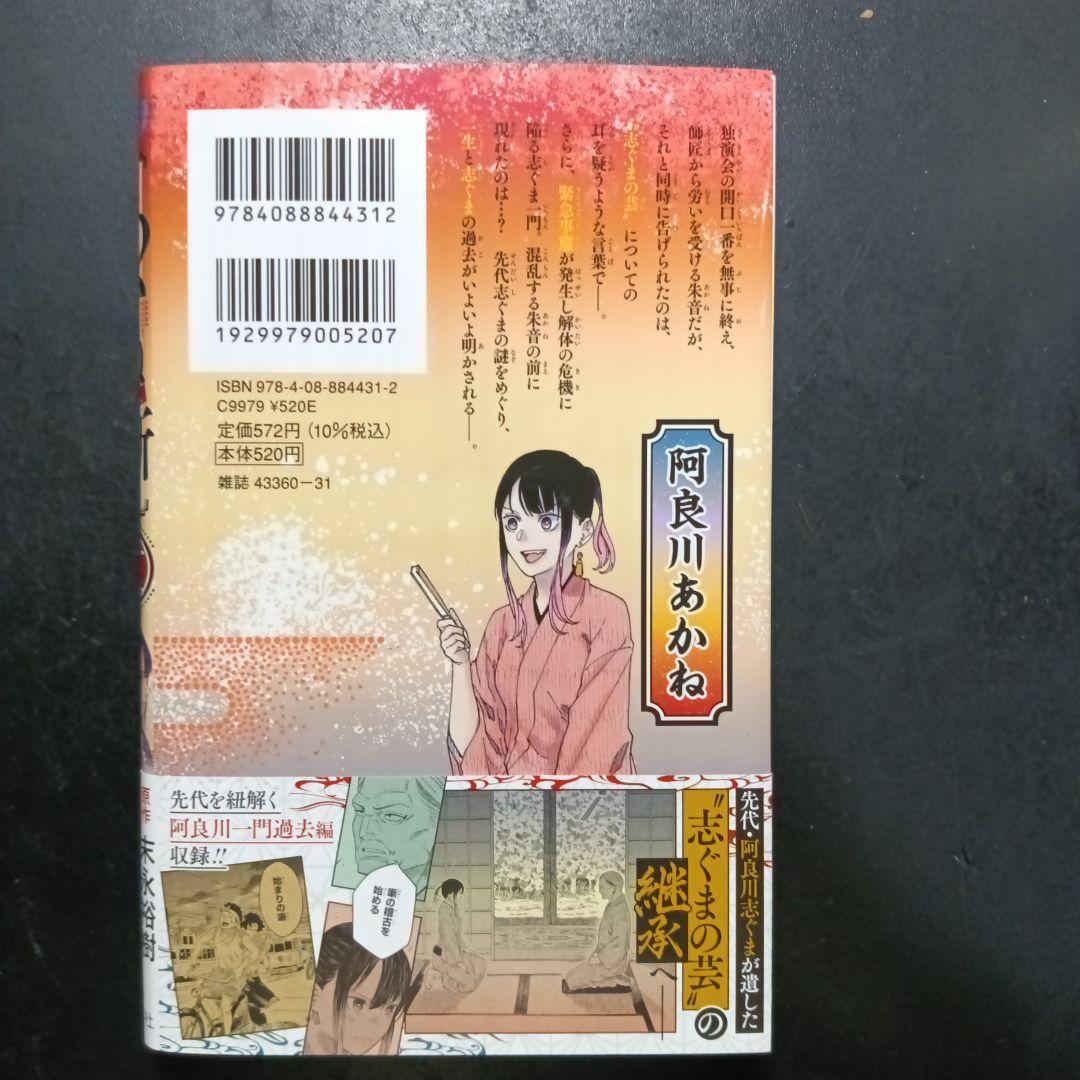 独演会の開口一番を無事に終え、
師匠から労いを受ける朱音だが、
それと同時に告げられたのは、
“志ぐまの芸”についての
耳を疑うような言葉で──。
さらに、緊急事態が発生し解体の危機に
陥る志ぐま一門。混乱する朱音の前に
現れたのは…？ 先代志ぐまの謎をめぐり、
一生と志ぐまの過去がいよいよ明かされる──。
9784088844312
1929979005207
ISBN 978-4-08-884431-2
C9979 ¥520E
定価572円（10%税込）
本体520円
雑誌 43360-31
阿良川あかね
先代・阿良川志ぐまが遺した
“志ぐまの芸”の
継承へ──
先代を紐解く
阿良川一門過去編
収録!!
噺の稽古を
始める
始まりの噺
原作 末永裕樹